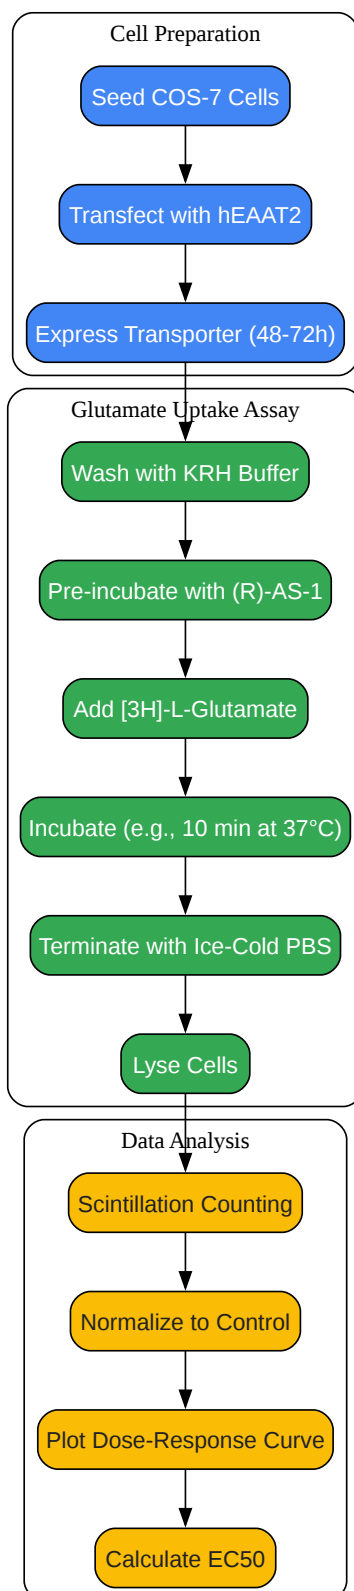 Cell Preparation
Seed COS-7 Cells
Transfect with hEAAT2
Express Transporter (48-72h)
Glutamate Uptake Assay
Wash with KRH Buffer
Pre-incubate with (R)-AS-1
Add [3H]-L-Glutamate
Incubate (e.g., 10 min at 37°C)
Terminate with Ice-Cold PBS
Lyse Cells
Data Analysis
Scintillation Counting
Normalize to Control
Plot Dose-Response Curve
Calculate EC50